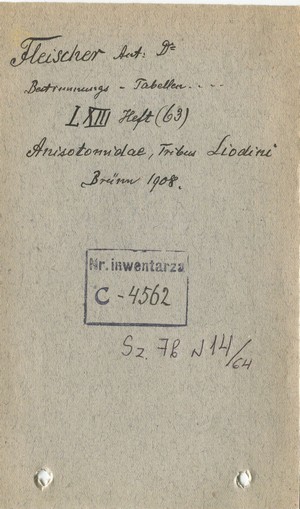 Fleischer Ant: Dr
Bestimmungs - Tabellen....
LXIII Heft (63)
Anisotomidae, Tribus Liodini
Brünn 1908.
Nr. inwentarza
C - 4562
Sz. 7b N 14/64